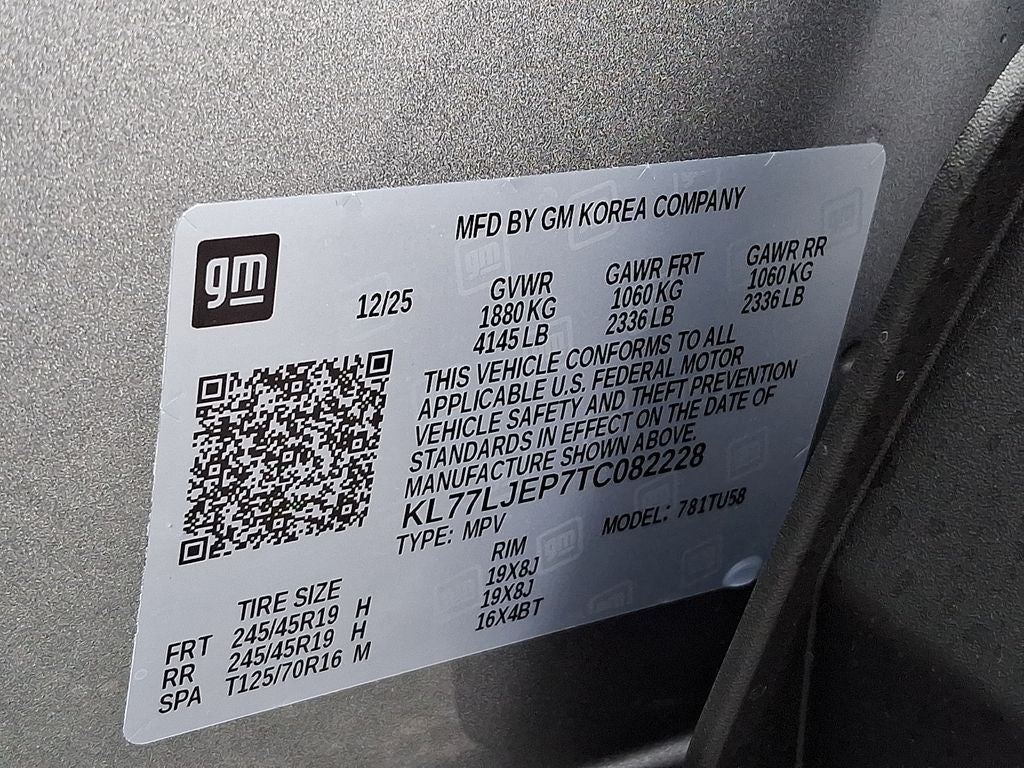 MFD BY GM KOREA COMPANY
gm
12/25
GVWR GAWR FRT GAWR RR
1880 KG 1060 KG 1060 KG
4145 LB 2336 LB 2336 LB
THIS VEHICLE CONFORMS TO ALL
APPLICABLE U.S. FEDERAL MOTOR
VEHICLE SAFETY AND THEFT PREVENTION
STANDARDS IN EFFECT ON THE DATE OF
MANUFACTURE SHOWN ABOVE.
KL77LJEP7TC082228
TYPE: MPV MODEL: 781TU58
TIRE SIZE RIM
FRT 245/45R19 H 19X8J
RR 245/45R19 H 19X8J
SPA T125/70R16 M 16X4BT